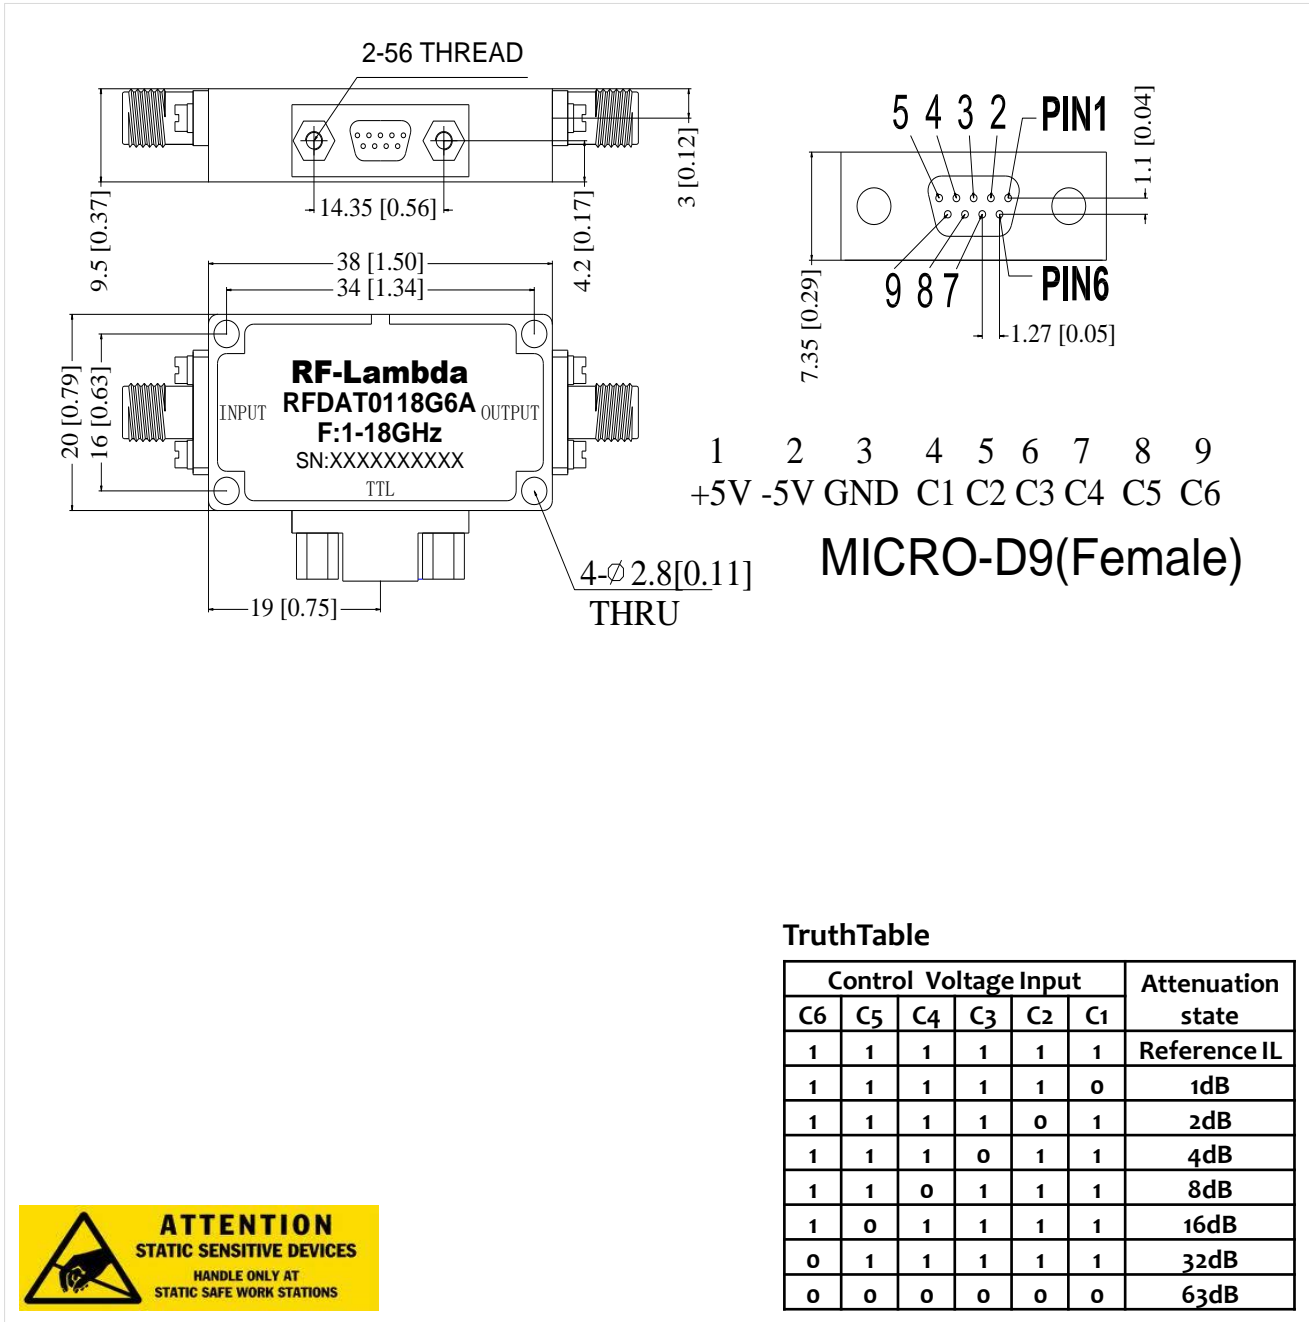 2-56 THREAD
14.35 [0.56]
9.5 [0.37]
3 [0.12]
4.2 [0.17]
38 [1.50]
34 [1.34]
20 [0.79]
16 [0.63]
RF-Lambda
RFDAT0118G6A
F:1-18GHz
SN:XXXXXXXXXX
INPUT
OUTPUT
TTL
19 [0.75]
4-∅ 2.8[0.11]
THRU
5 4 3 2 PIN1
9 8 7 PIN6
1.1 [0.04]
7.35 [0.29]
1.27 [0.05]
1 2 3 4 5 6 7 8 9
+5V -5V GND C1 C2 C3 C4 C5 C6
MICRO-D9(Female)
TruthTable
Control Voltage Input Attenuation state
C6 C5 C4 C3 C2 C1
1 1 1 1 1 1 Reference IL
1 1 1 1 1 0 1dB
1 1 1 1 0 1 2dB
1 1 1 0 1 1 4dB
1 1 0 1 1 1 8dB
1 0 1 1 1 1 16dB
0 1 1 1 1 1 32dB
0 0 0 0 0 0 63dB
ATTENTION
STATIC SENSITIVE DEVICES
HANDLE ONLY AT
STATIC SAFE WORK STATIONS